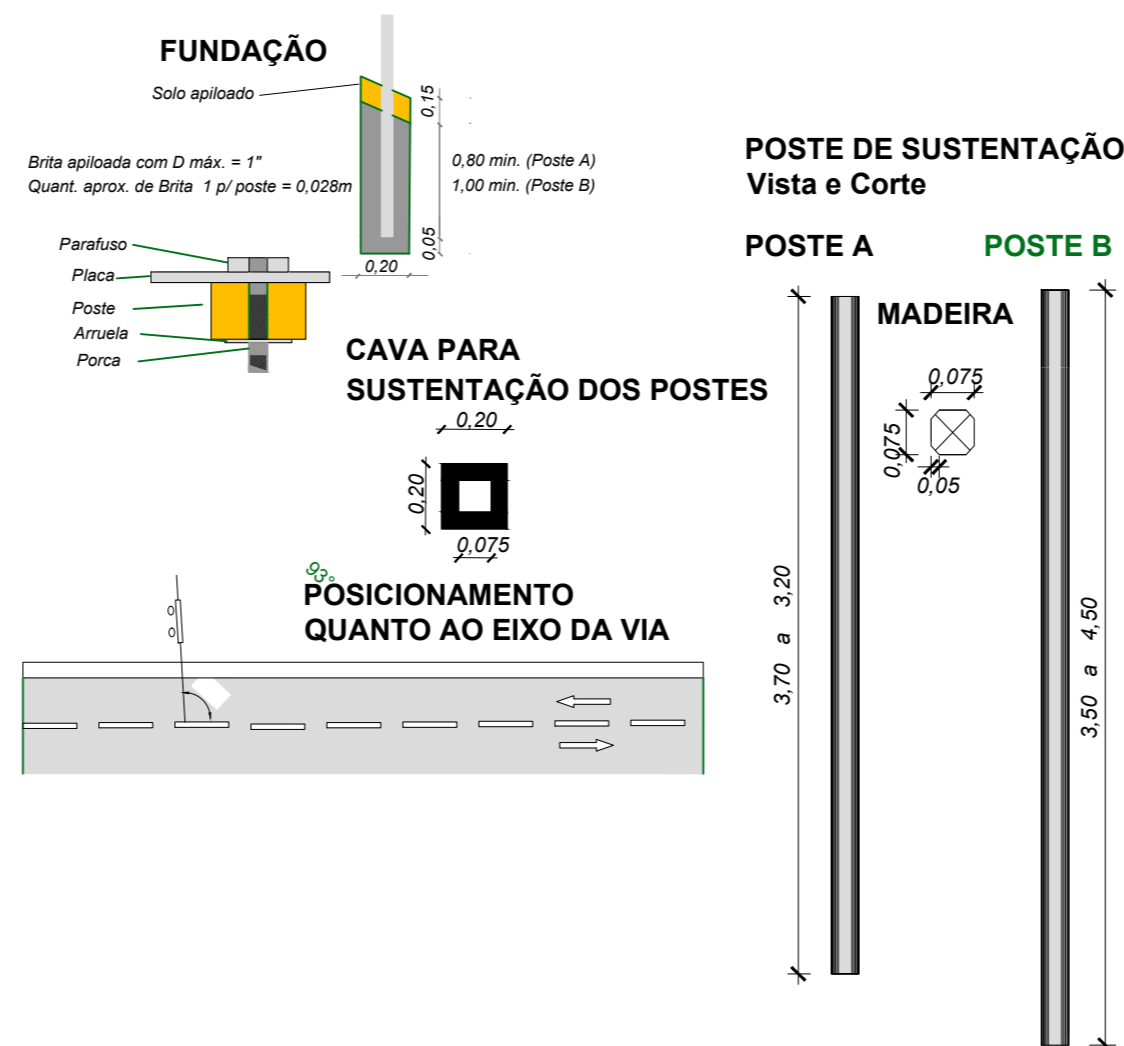 FUNDAÇÃO
Solo apiloado
0,15
Brita apiloada com D máx. = 1"
Quant. aprox. de Brita 1 p/ poste = 0,028m
0,80 min. (Poste A)
1,00 min. (Poste B)
0,05
0,20
Parafuso
Placa
Poste
Arruela
Porca
CAVA PARA
SUSTENTAÇÃO DOS POSTES
0,20
0,20
0,075
93°
POSICIONAMENTO
QUANTO AO EIXO DA VIA
POSTE DE SUSTENTAÇÃO
Vista e Corte
POSTE A
POSTE B
MADEIRA
0,075
0,075
0,05
3,70 a 3,20
3,50 a 4,50